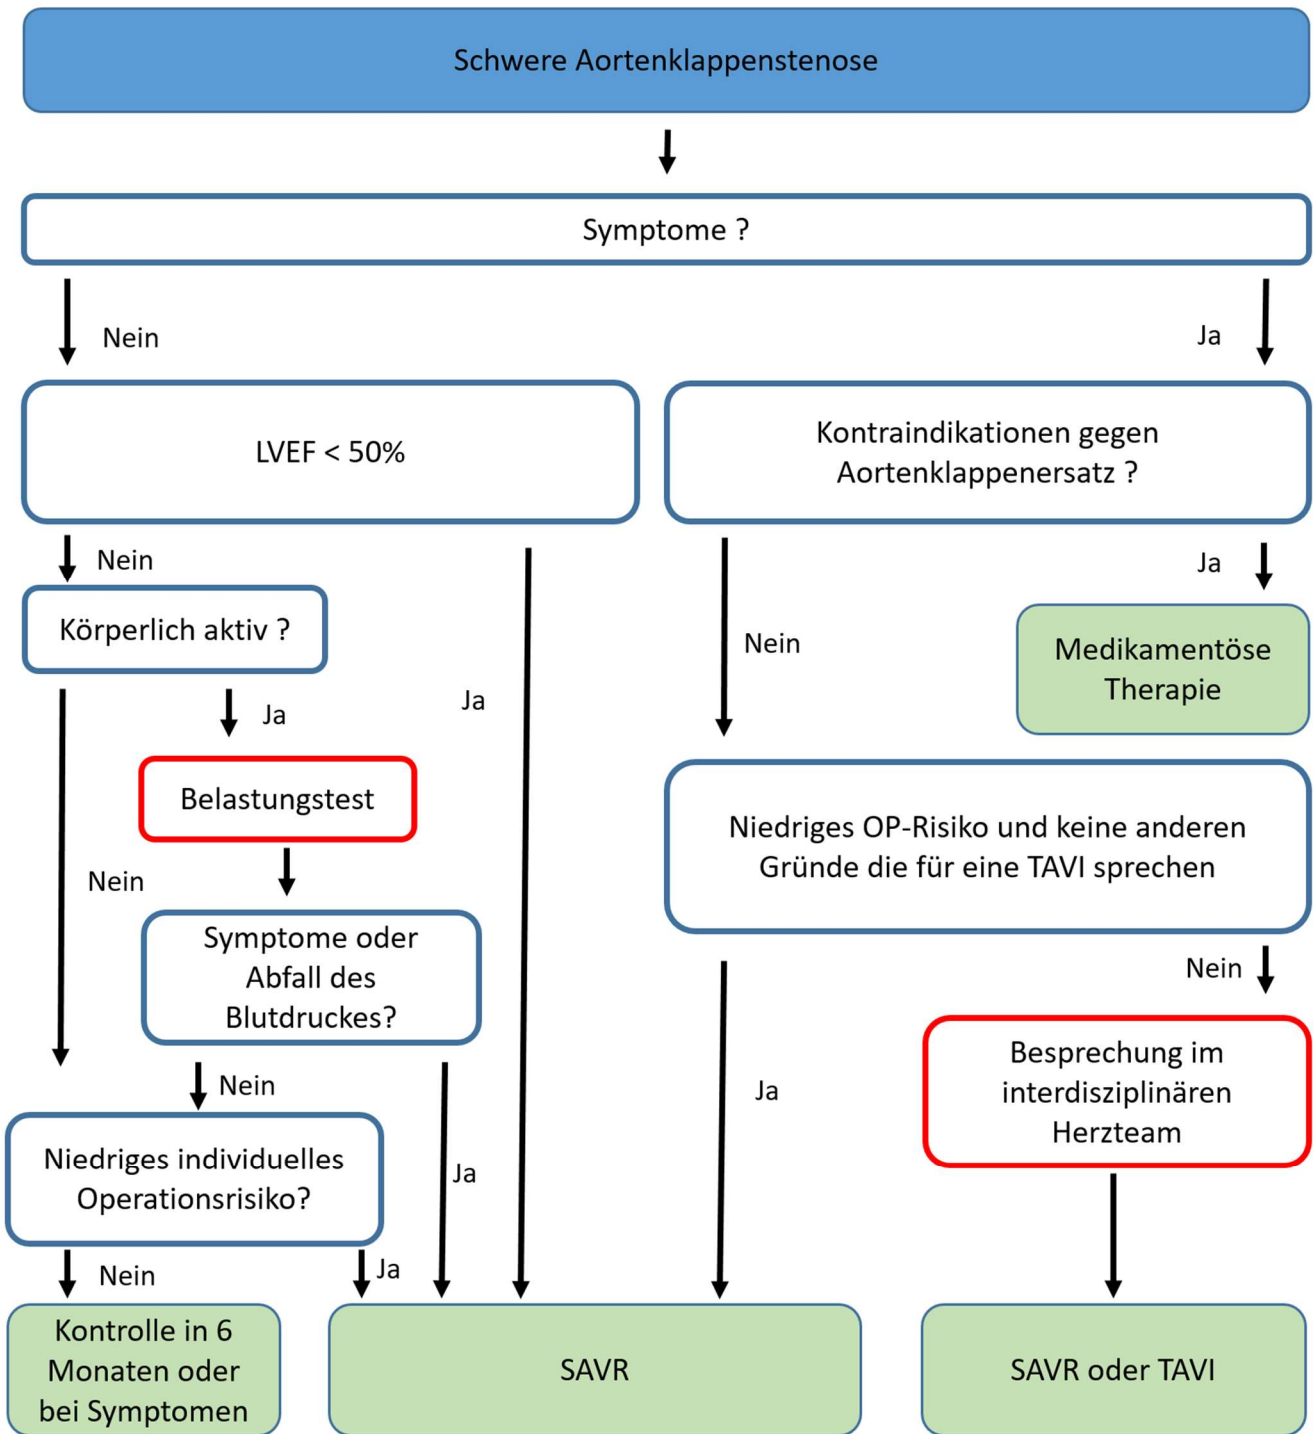 Schwere Aortenklappenstenose
Symptome ?
Nein
Ja
LVEF < 50%
Kontraindikationen gegen
Aortenklappenersatz ?
Nein
Ja
Körperlich aktiv ?
Medikamentöse
Therapie
Nein
Ja
Ja
Belastungstest
Niedriges OP-Risiko und keine anderen
Gründe die für eine TAVI sprechen
Nein
Symptome oder
Abfall des
Blutdruckes?
Nein
Besprechung im
interdisziplinären
Herzteam
Nein
Ja
Niedriges individuelles
Operationsrisiko?
Ja
Nein
Ja
Kontrolle in 6
Monaten oder
bei Symptomen
SAVR
SAVR oder TAVI